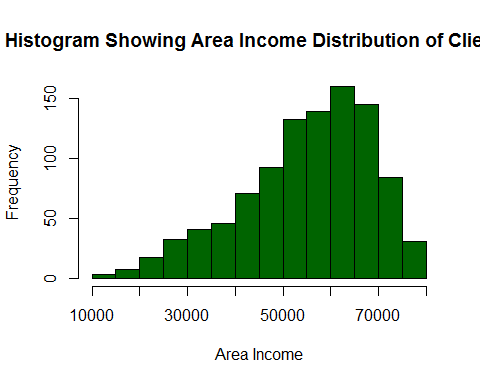 Histogram Showing Area Income Distribution of Clie
Frequency
150
100
50
0
10000 30000 50000 70000
Area Income